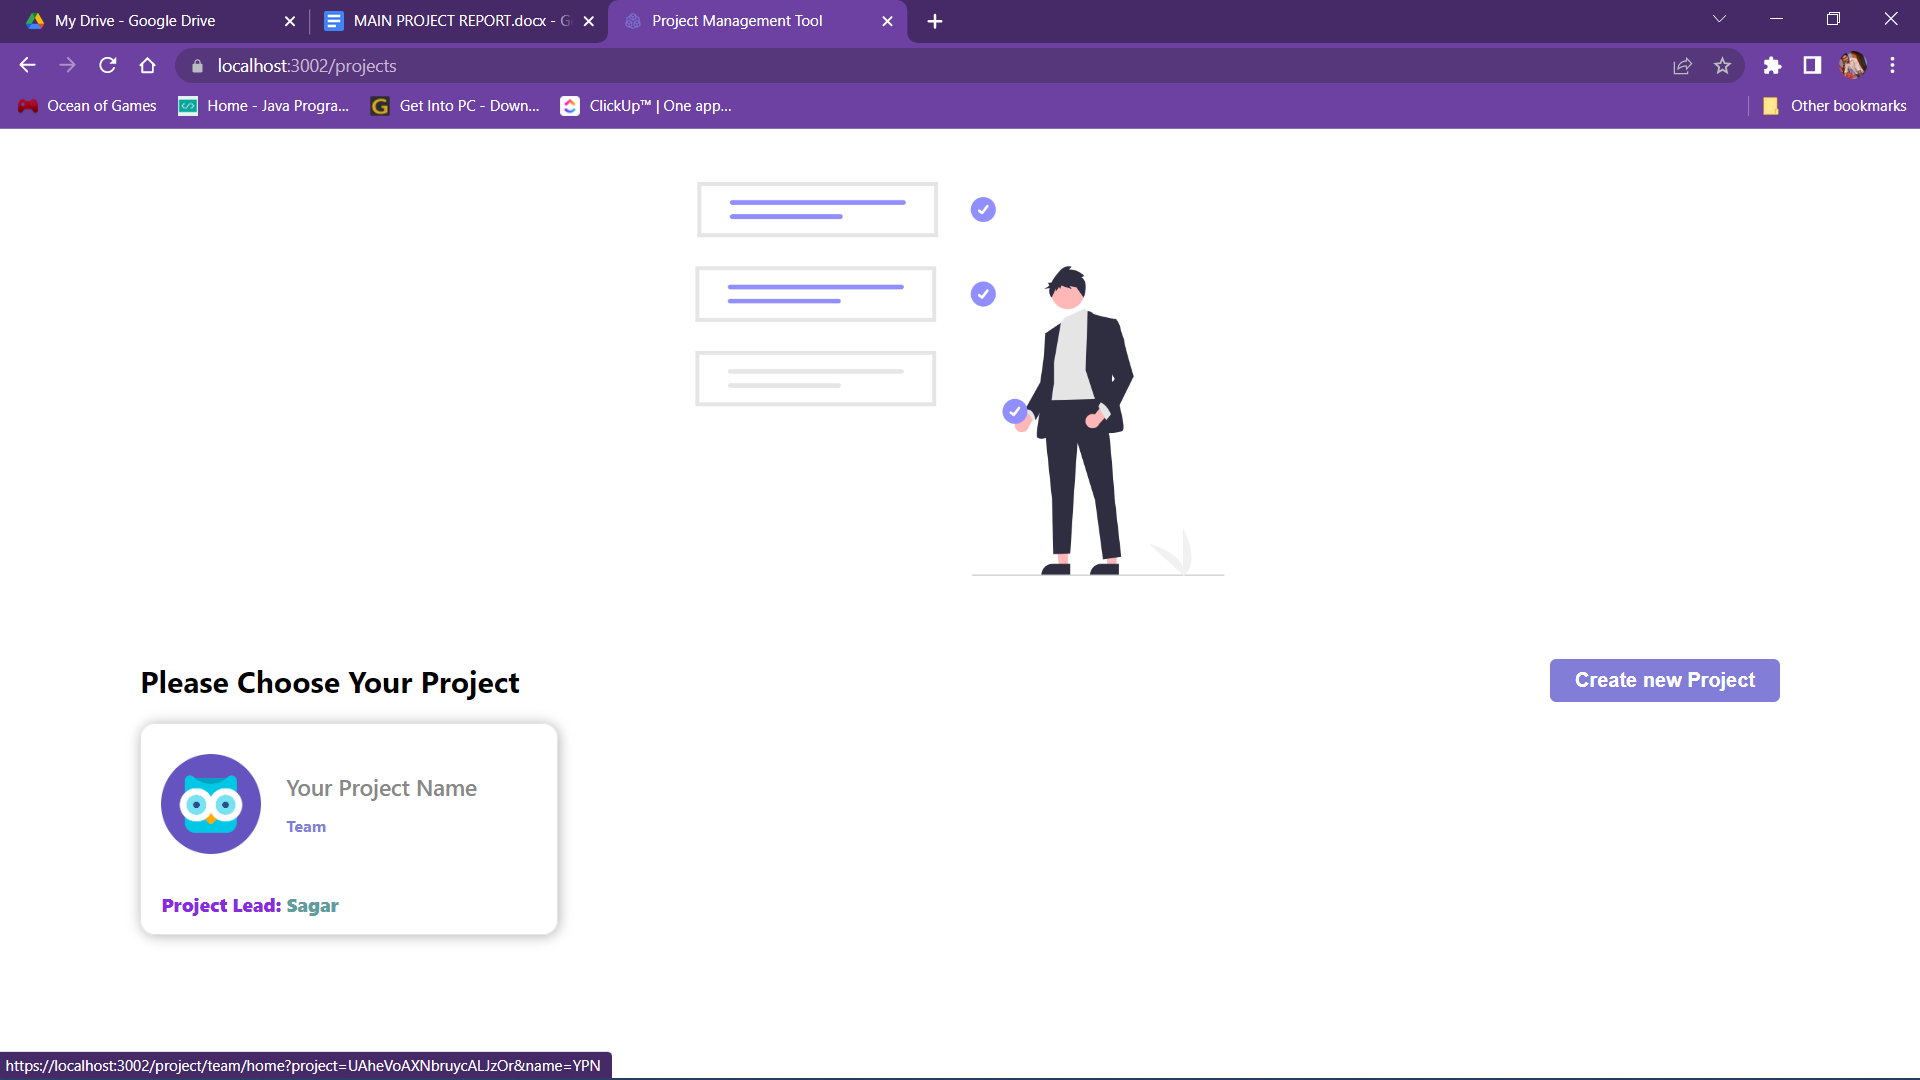 My Drive - Google Drive
MAIN PROJECT REPORT.docx - G
Project Management Tool
localhost:3002/projects
Ocean of Games
Home - Java Progra...
Get Into PC - Down...
ClickUp™ | One app...
Other bookmarks
Please Choose Your Project
Create new Project
Your Project Name
Team
Project Lead: Sagar
https://localhost:3002/project/team/home?project=UAheVoAXNbruycALJzOr&name=YPN